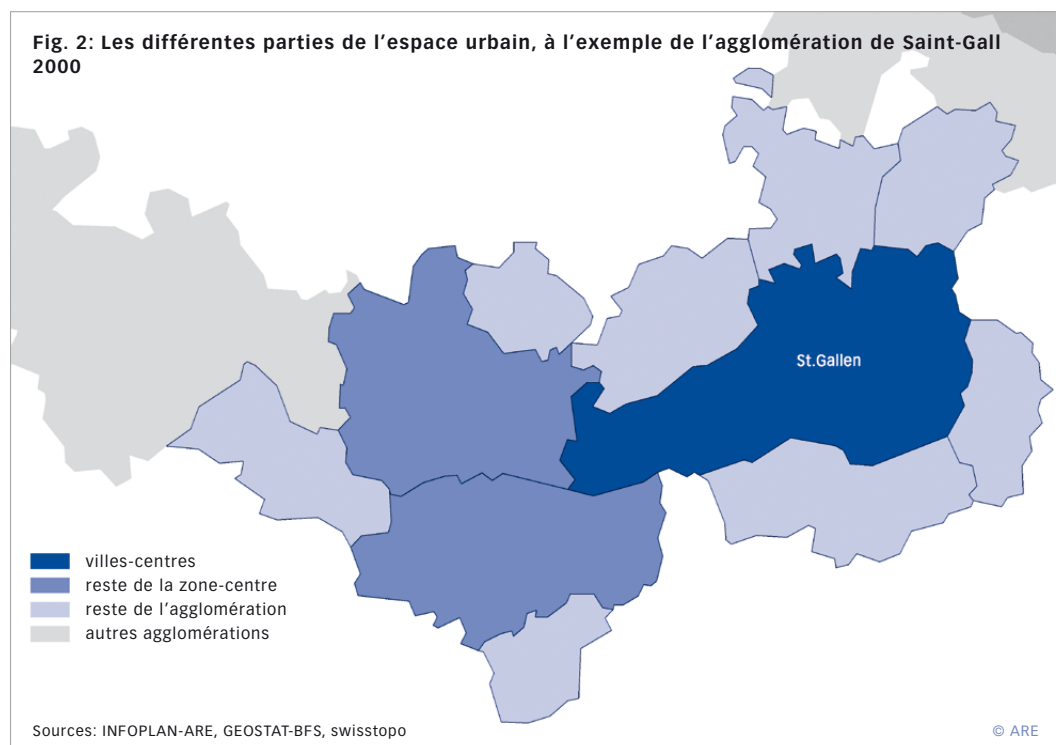 Fig. 2: Les différentes parties de l'espace urbain, à l'exemple de l'agglomération de Saint-Gall
2000
St.Gallen
villes-centres
reste de la zone-centre
reste de l'agglomération
autres agglomérations
Sources: INFOPLAN-ARE, GEOSTAT-BFS, swisstopo
© ARE